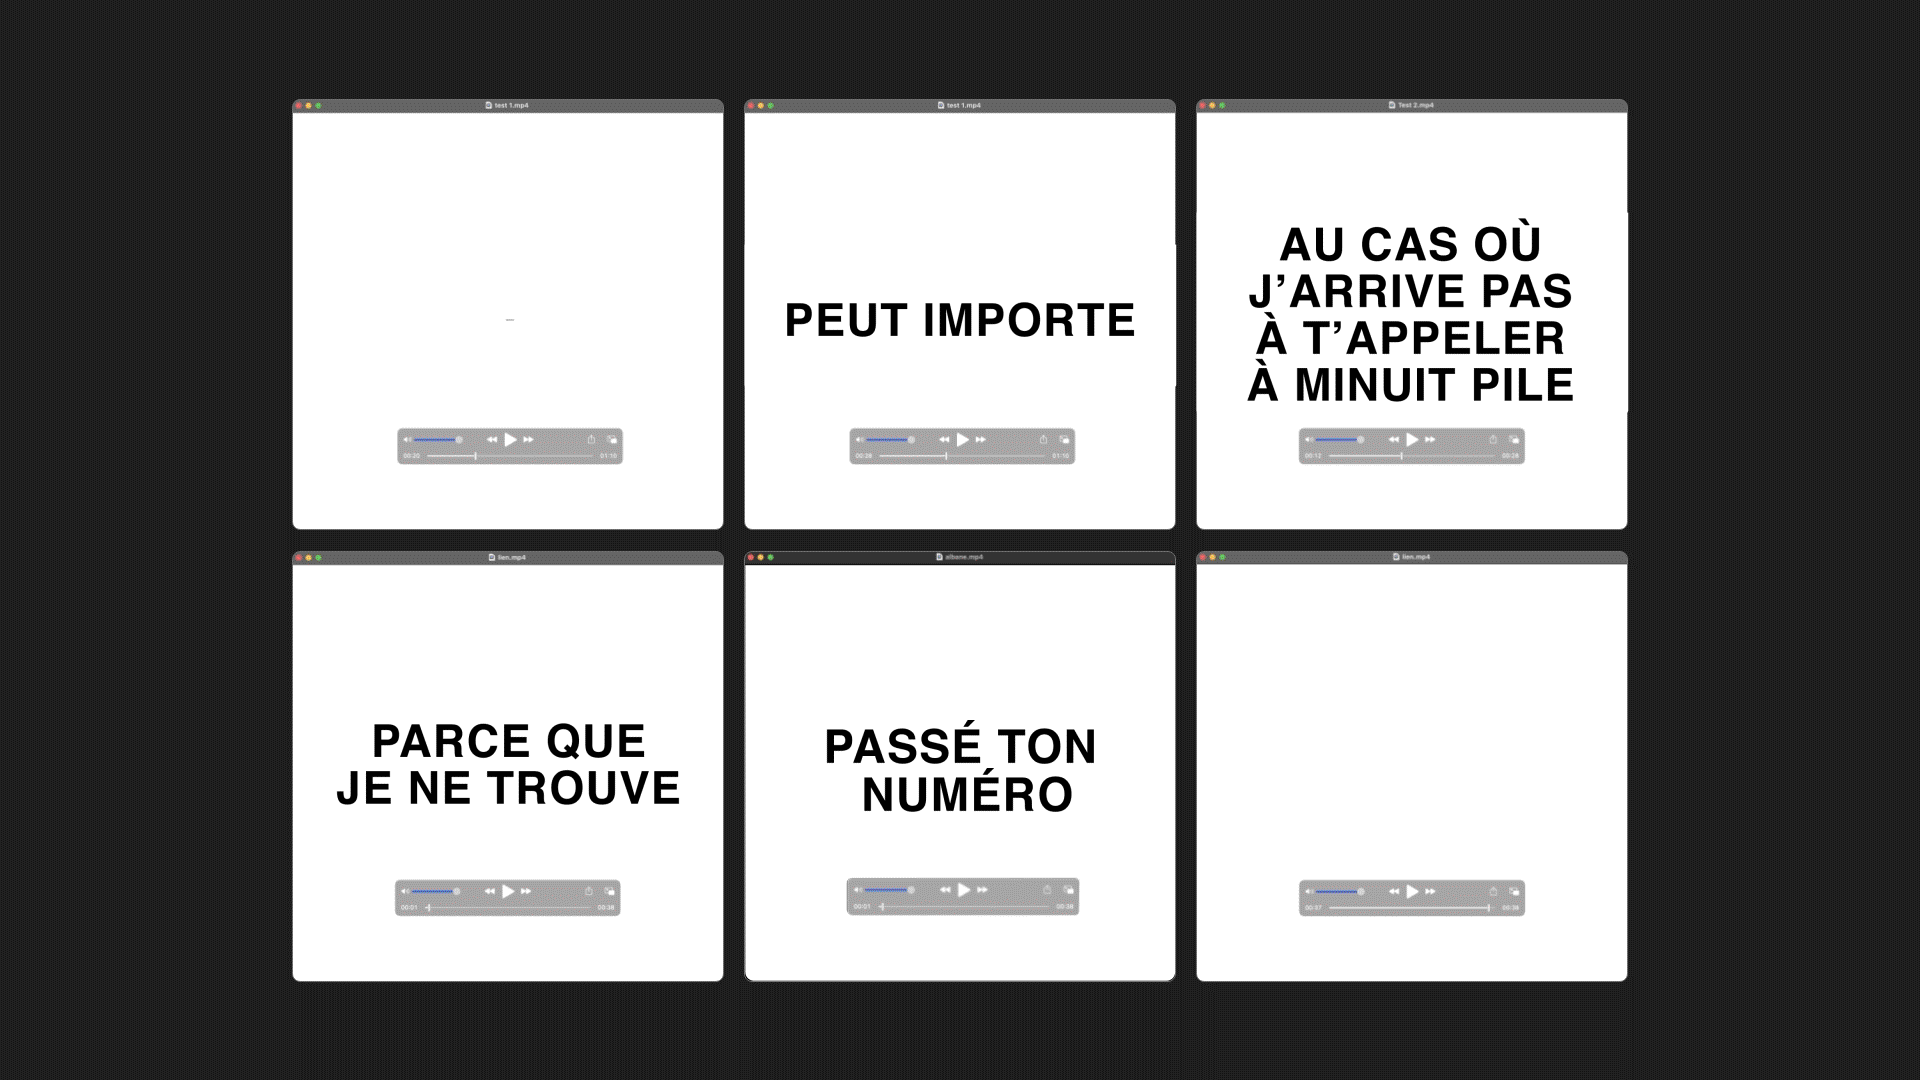 test 1.mp4
00:20 01:10
test 1.mp4
PEUT IMPORTE
00:28 01:10
Test 2.mp4
AU CAS OÙ
J’ARRIVE PAS
À T’APPELER
À MINUIT PILE
00:12 00:28
lien.mp4
PARCE QUE
JE NE TROUVE
00:01 00:38
albane.mp4
PASSÉ TON
NUMÉRO
00:01 00:38
lien.mp4
00:37 00:38